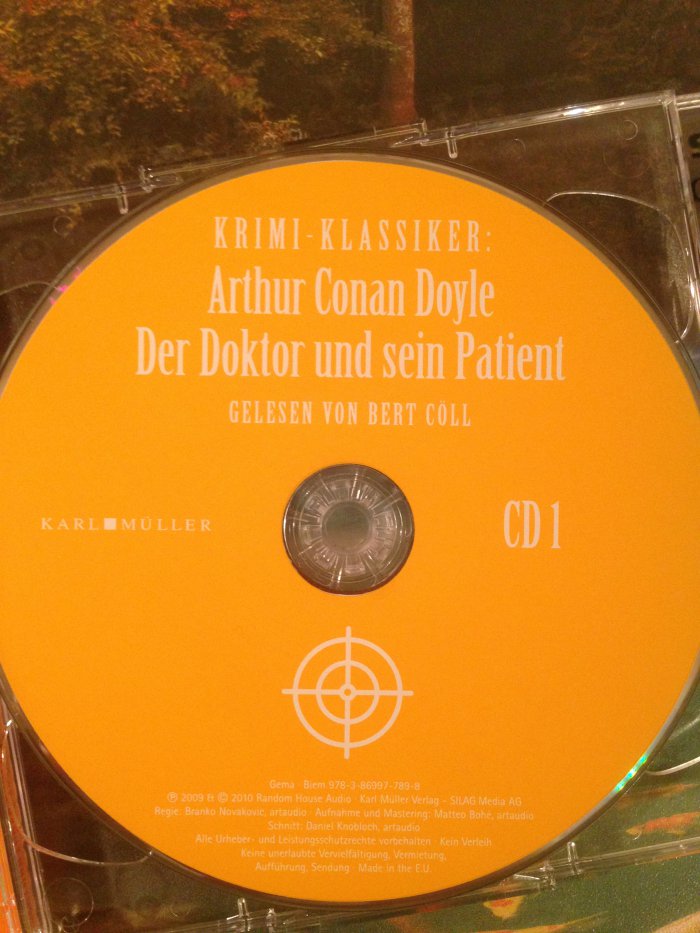 KRIMI-KLASSIKER:
Arthur Conan Doyle
Der Doktor und sein Patient
GELESEN VON BERT CÖLL
KARL MÜLLER
CD 1
Gema · Biem 978-3-86997-789-8
℗ 2009 & © 2010 Random House Audio · Karl Müller Verlag - SILAG Media AG
Regie: Branko Novakovic, artaudio · Aufnahme und Mastering: Matteo Bohé, artaudio
Schnitt: Daniel Knobloch, artaudio
Alle Urheber- und Leistungsschutzrechte vorbehalten · Kein Verleih
Keine unerlaubte Vervielfältigung, Vermietung,
Aufführung, Sendung · Made in the E.U.